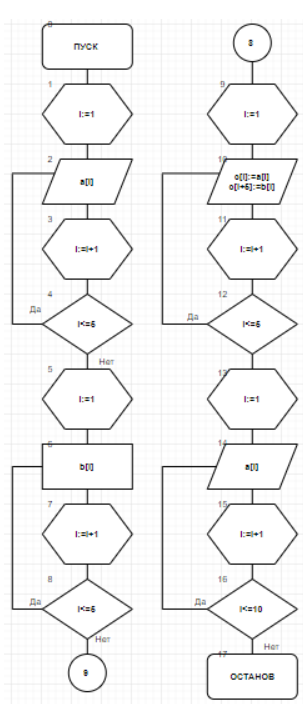 0
ПУСК
1
I:=1
2
a[I]
3
I:=I+1
4
I<=5
Да
Нет
5
I:=1
6
b[I]
7
I:=I+1
8
I<=5
Да
Нет
9
8
9
I:=1
10
c[I]:=a[I]
c[I+5]:=b[I]
11
I:=I+1
12
I<=5
Да
13
I:=1
14
a[I]
15
I:=I+1
16
I<=10
Да
Нет
17
ОСТАНОВ